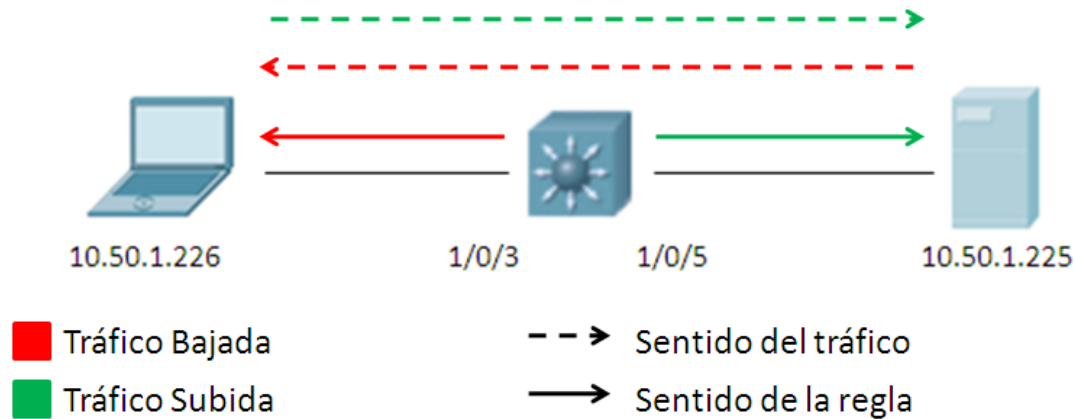 10.50.1.226 1/0/3 1/0/5 10.50.1.225
Tráfico Bajada Sentido del tráfico
Tráfico Subida Sentido de la regla